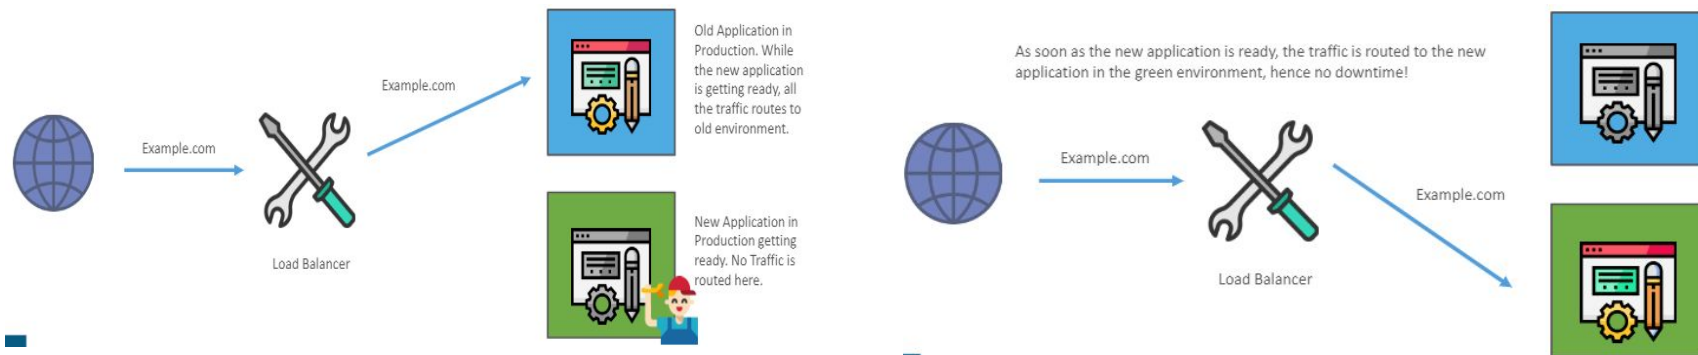 Old Application in
Production. While
the new application
is getting ready, all
the traffic routes to
old environment.
Example.com
Example.com
Load Balancer
New Application in
Production getting
ready. No Traffic is
routed here.
As soon as the new application is ready, the traffic is routed to the new
application in the green environment, hence no downtime!
Example.com
Example.com
Load Balancer